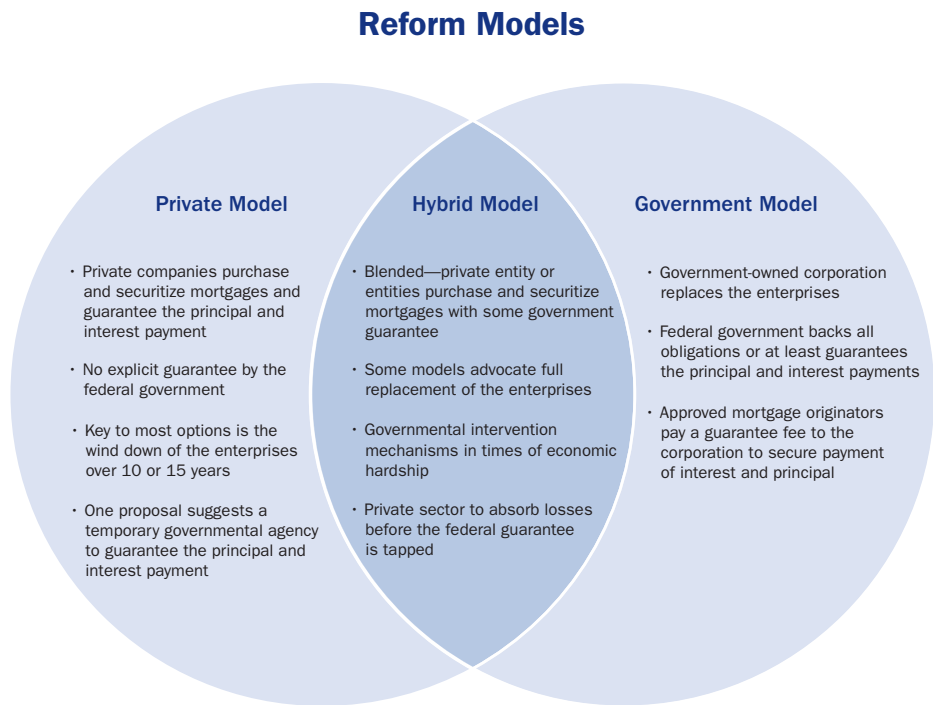 Reform Models
Private Model
· Private companies purchase
and securitize mortgages and
guarantee the principal and
interest payment
· No explicit guarantee by the
federal government
· Key to most options is the
wind down of the enterprises
over 10 or 15 years
· One proposal suggests a
temporary governmental agency
to guarantee the principal and
interest payment
Hybrid Model
· Blended—private entity or
entities purchase and securitize
mortgages with some government
guarantee
· Some models advocate full
replacement of the enterprises
· Governmental intervention
mechanisms in times of economic
hardship
· Private sector to absorb losses
before the federal guarantee
is tapped
Government Model
· Government-owned corporation
replaces the enterprises
· Federal government backs all
obligations or at least guarantees
the principal and interest payments
· Approved mortgage originators
pay a guarantee fee to the
corporation to secure payment
of interest and principal